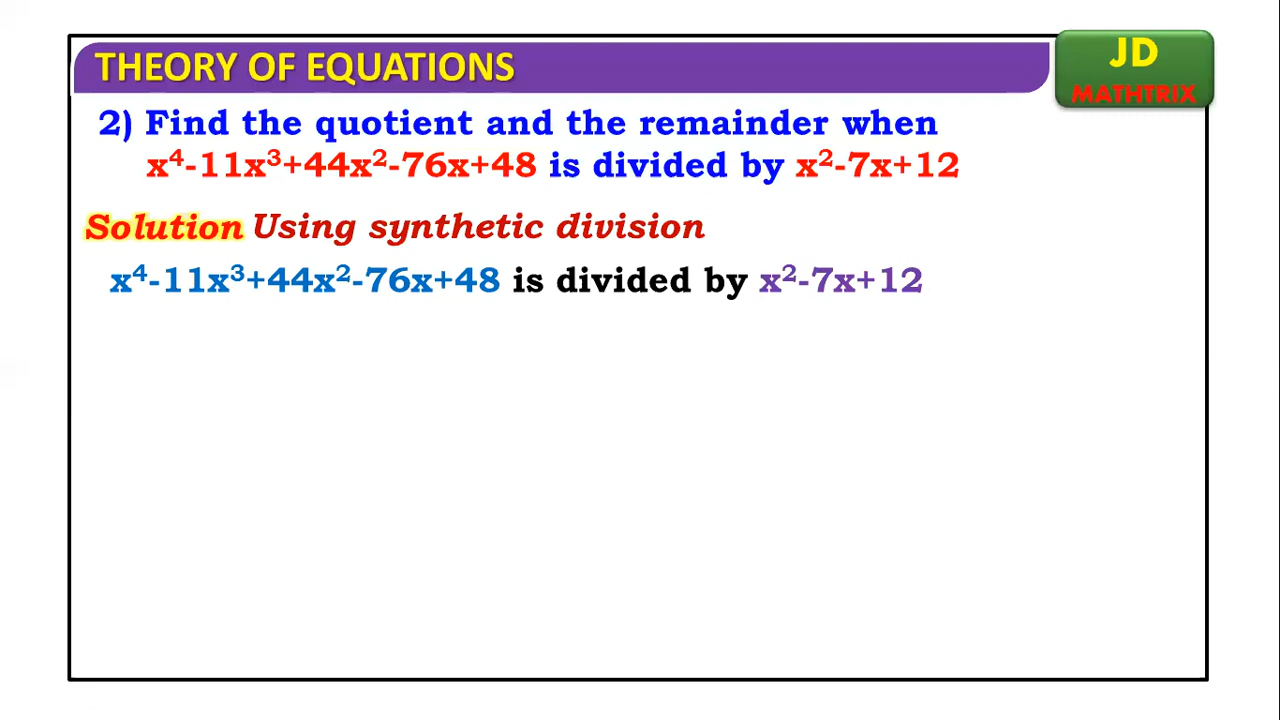 THEORY OF EQUATIONS
JD
MATHTRIX
2) Find the quotient and the remainder when
x⁴-11x³+44x²-76x+48 is divided by x²-7x+12
Solution Using synthetic division
x⁴-11x³+44x²-76x+48 is divided by x²-7x+12